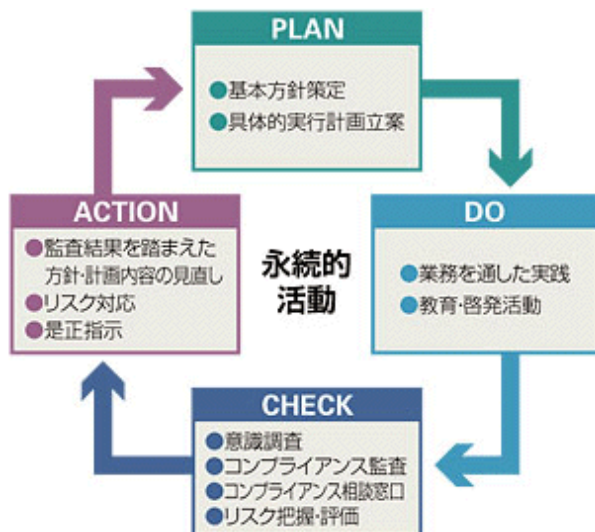 PLAN
●基本方針策定
●具体的実行計画立案
DO
●業務を通した実践
●教育・啓発活動
CHECK
●意識調査
●コンプライアンス監査
●コンプライアンス相談窓口
●リスク把握・評価
ACTION
●監査結果を踏まえた
方針・計画内容の見直し
●リスク対応
●是正指示
永続的
活動